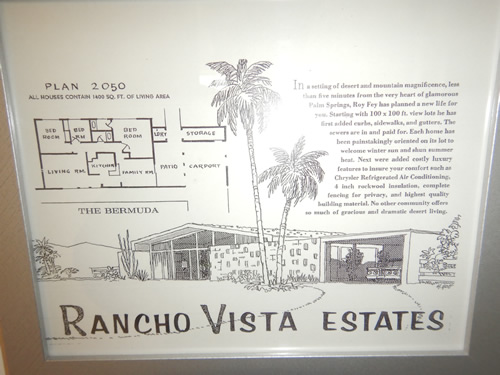 PLAN 2050
ALL HOUSES CONTAIN 1400 SQ. FT. OF LIVING AREA
BED ROOM
BED RM
BED ROOM
LDRY
STORAGE
LIVING RM.
KITCHEN
FAMILY RM
PATIO
CARPORT
THE BERMUDA
In a setting of desert and mountain magnificence, less
than five minutes from the very heart of glamorous
Palm Springs, Roy Fey has planned a new life for
you. Starting with 100 x 100 ft. view lots he has
first added curbs, sidewalks, and gutters. The
sewers are in and paid for. Each home has
been painstakingly oriented on its lot to
welcome winter sun and shun summer
heat. Next were added costly luxury
features to insure your comfort such as
Chrysler Refrigerated Air Conditioning,
4 inch rockwood insulation, complete
fencing for privacy, and highest quality
building material. No other community offers
so much of gracious and dramatic desert living.
RANCHO VISTA ESTATES